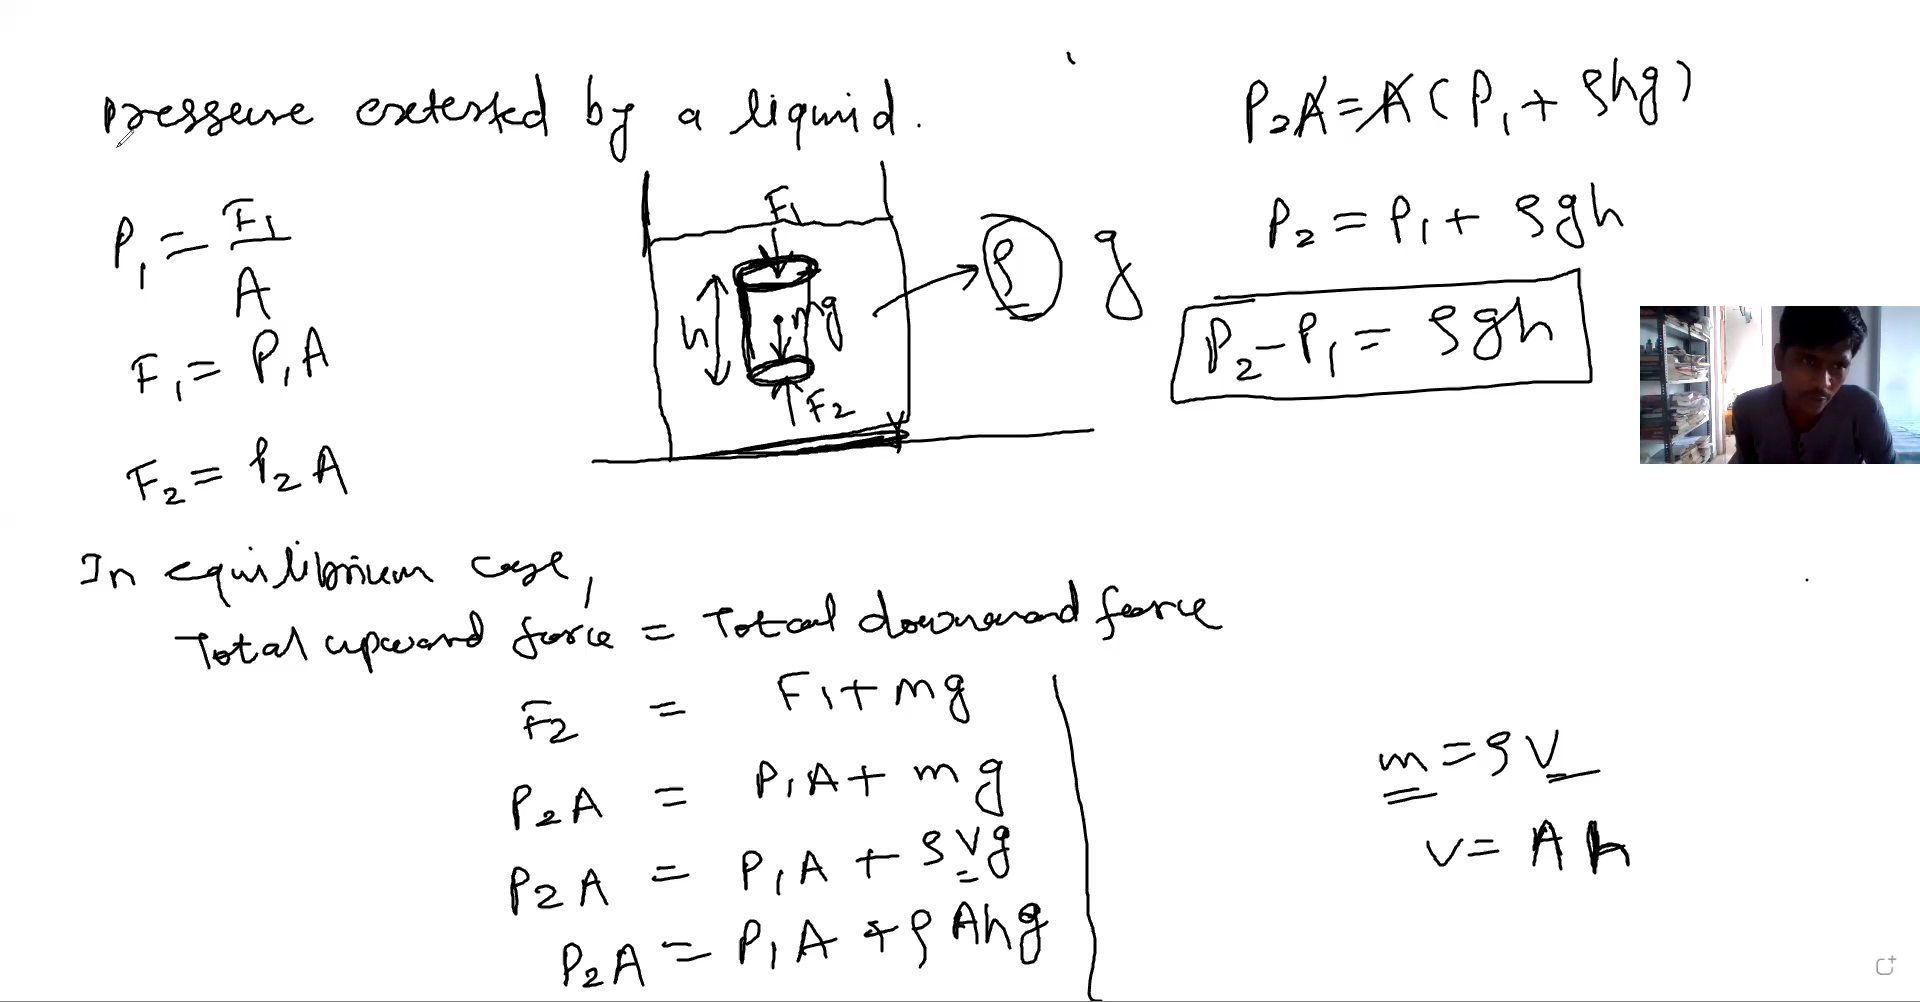 pressure exerted by a liquid.
P₁ = F₁/A
F₁ = P₁A
F₂ = P₂A
F₁
h
mg
F₂
ρ g
In equilibrium case,
Total upward force = Total downward force
F₂ = F₁ + mg
P₂A = P₁A + mg
P₂A = P₁A + ρVg
P₂A = P₁A + ρAhg
P₂A = A(P₁ + ρhg)
P₂ = P₁ + ρgh
P₂ - P₁ = ρgh
m = ρV
V = Ah